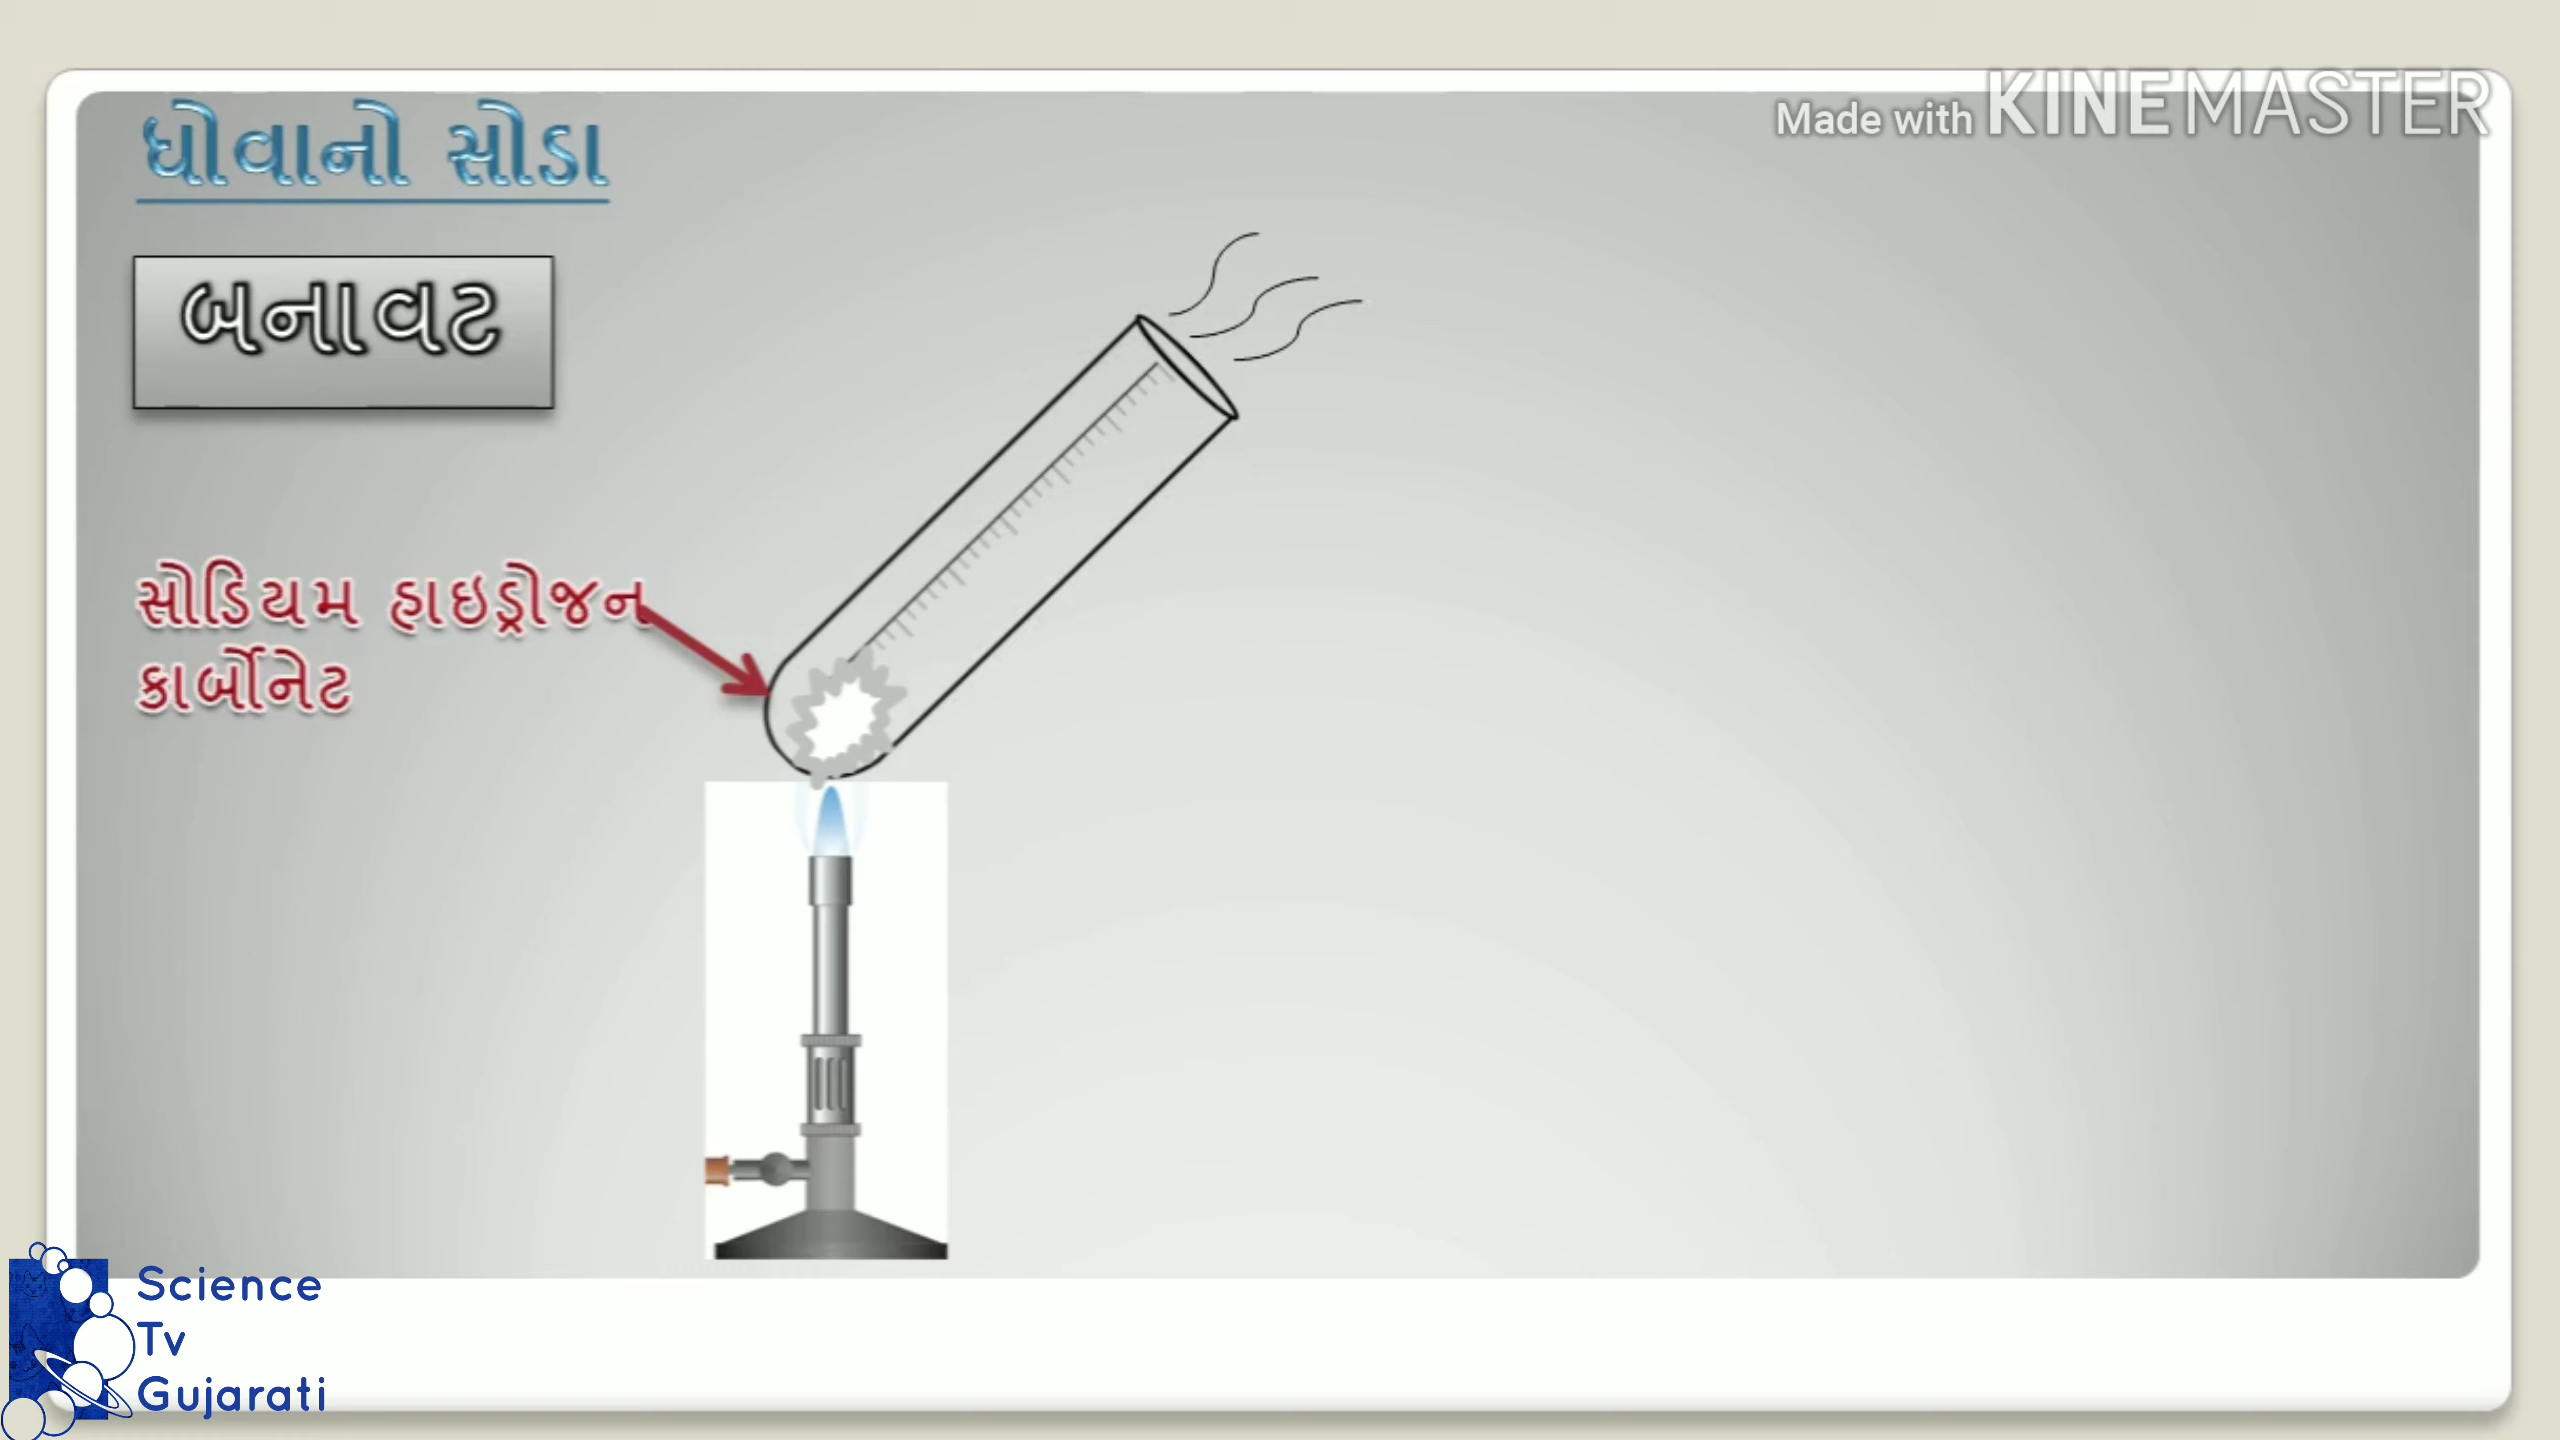 Made with KINEMASTER
ધોવાનો સોડા
બનાવટ
સોડિયમ હાઇડ્રોજન
કાર્બોનેટ
Science
Tv
Gujarati